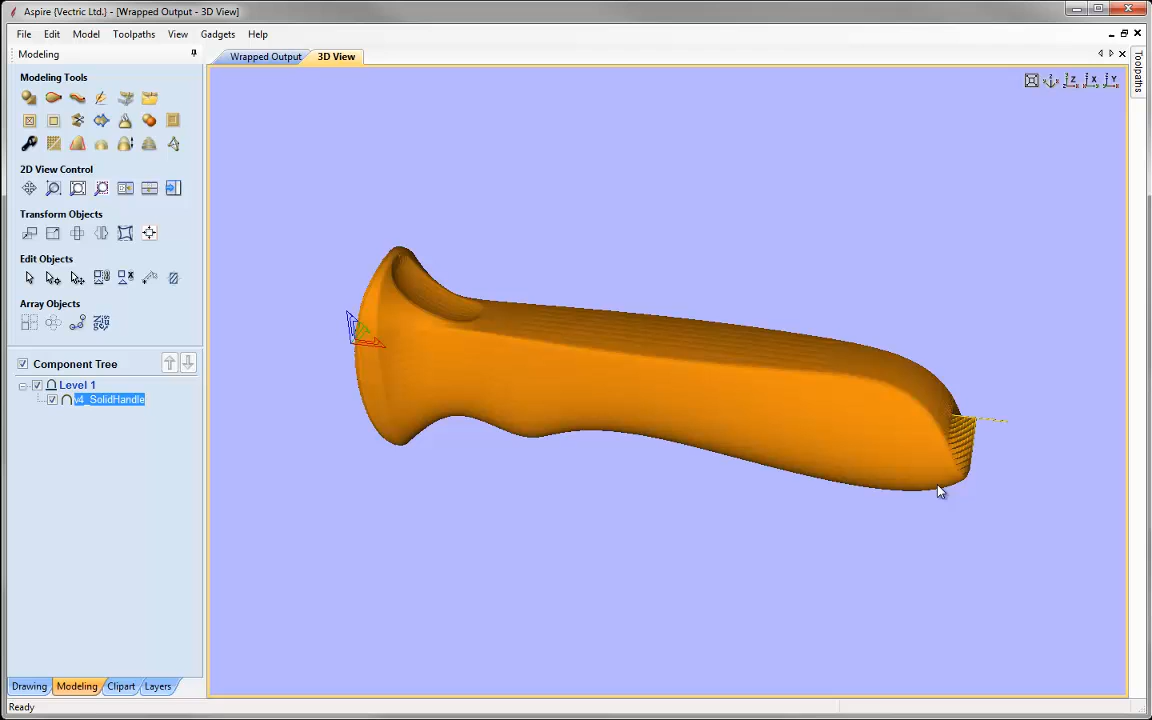 Aspire {Vectric Ltd.} - [Wrapped Output - 3D View]
File Edit Model Toolpaths View Gadgets Help
Modeling
Wrapped Output 3D View
Toolpaths
Modeling Tools
Z X Y
2D View Control
Transform Objects
Edit Objects
Array Objects
Component Tree
Level 1
v4_SolidHandle
Drawing Modeling Clipart Layers
Ready